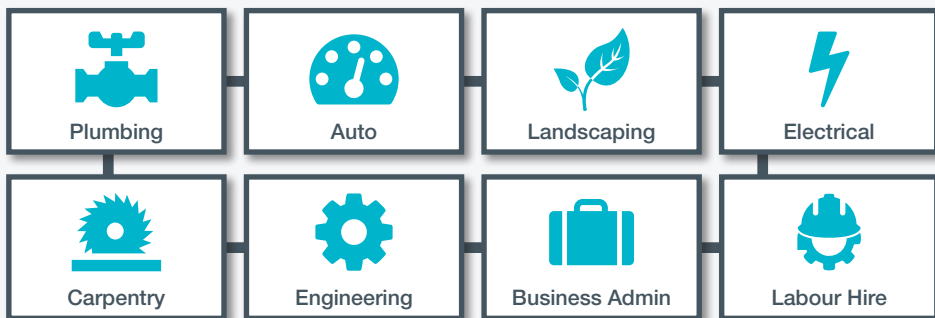 Plumbing
Auto
Landscaping
Electrical
Carpentry
Engineering
Business Admin
Labour Hire